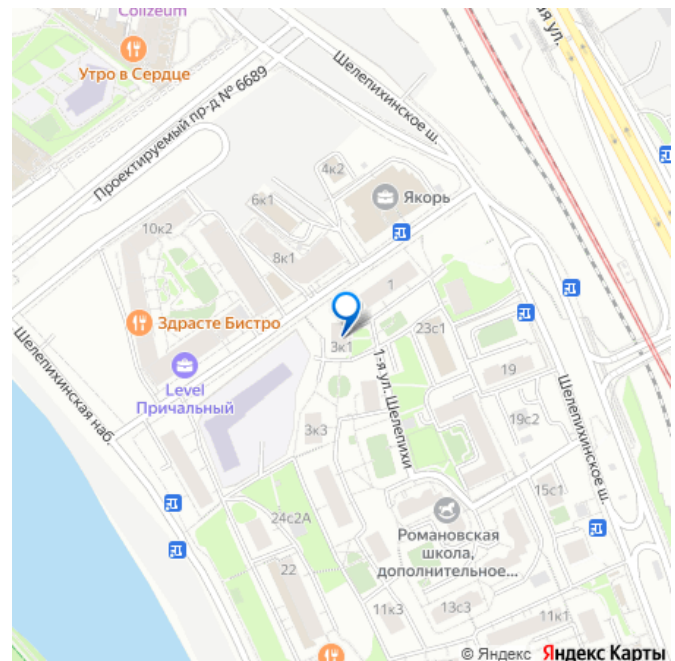 Colizeum
Утро в Сердце
Проектируемый пр-д № 6689
Шелепихинское ш.
ая ул.
4к2
Якорь
6к1
10к2
8к1
1
Здрасте Бистро
3к1
23с1
1-я ул. Шелепихи
19
Level
Причальный
Шелепихинская наб.
Шелепихинское ш.
19с2
3к3
15с1
24с2А
Романовская
школа,
дополнительное...
22
11к3
13с3
11к1
© Яндекс Яндекс Карты